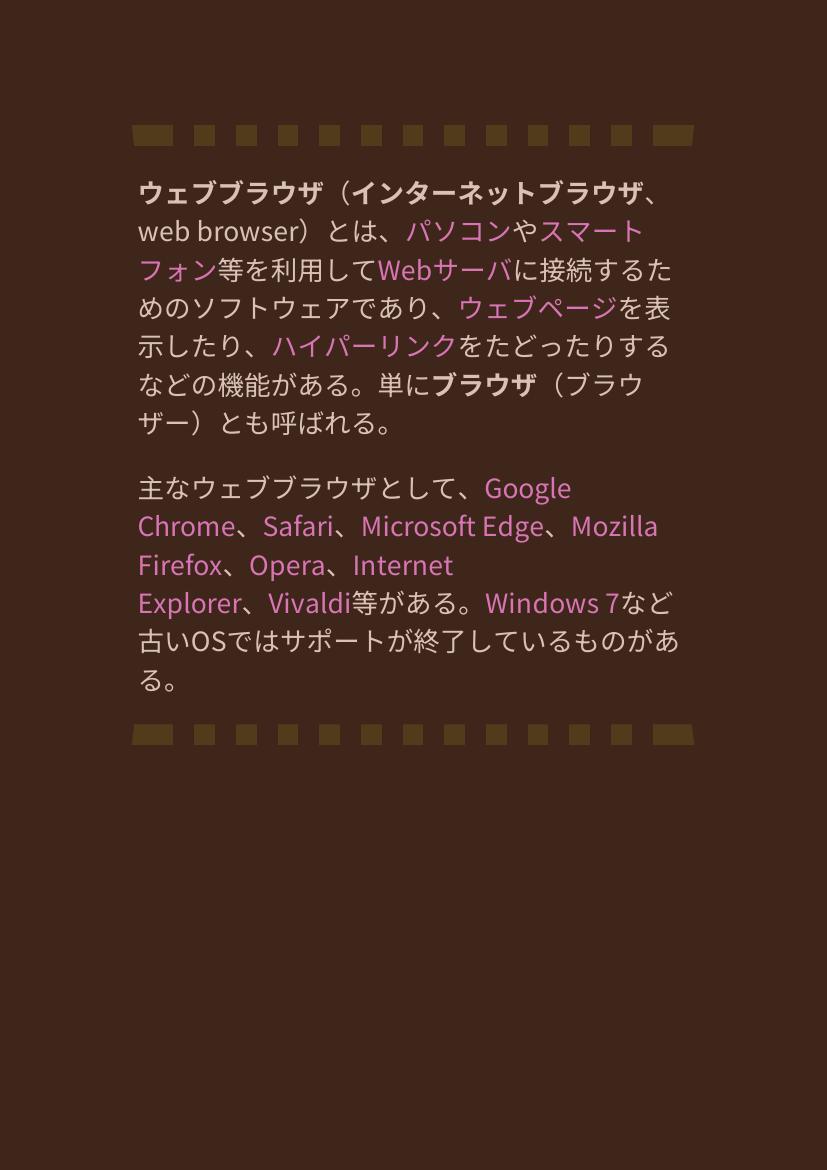 ウェブブラウザ（インターネットブラウザ、
web browser）とは、パソコンやスマート
フォン等を利用してWebサーバに接続するた
めのソフトウェアであり、ウェブページを表
示したり、ハイパーリンクをたどったりする
などの機能がある。単にブラウザ（ブラウ
ザー）とも呼ばれる。
主なウェブブラウザとして、Google
Chrome、Safari、Microsoft Edge、Mozilla
Firefox、Opera、Internet
Explorer、Vivaldi等がある。Windows 7など
古いOSではサポートが終了しているものがあ
る。